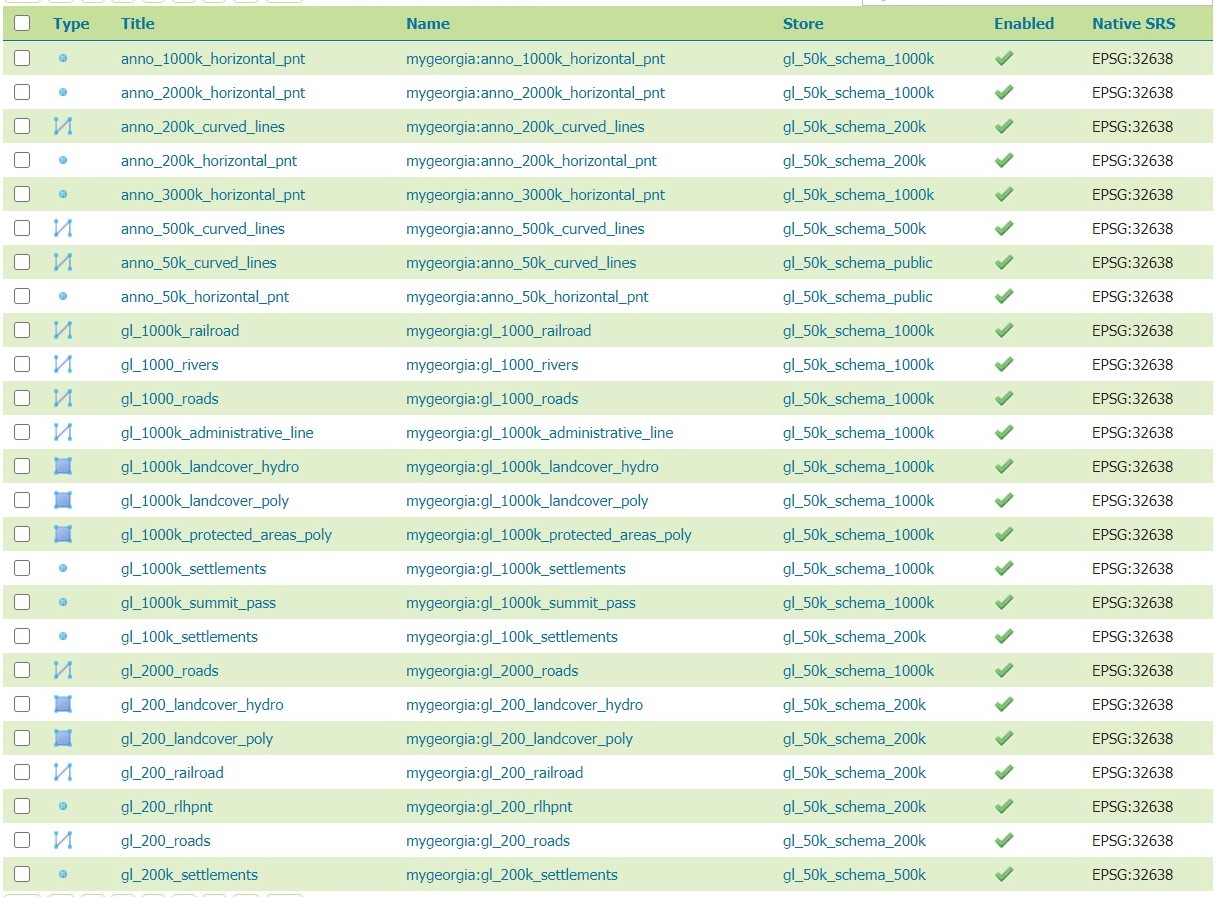 Type Title Name Store Enabled Native SRS
anno_1000k_horizontal_pnt mygeorgia:anno_1000k_horizontal_pnt gl_50k_schema_1000k EPSG:32638
anno_2000k_horizontal_pnt mygeorgia:anno_2000k_horizontal_pnt gl_50k_schema_1000k EPSG:32638
anno_200k_curved_lines mygeorgia:anno_200k_curved_lines gl_50k_schema_200k EPSG:32638
anno_200k_horizontal_pnt mygeorgia:anno_200k_horizontal_pnt gl_50k_schema_200k EPSG:32638
anno_3000k_horizontal_pnt mygeorgia:anno_3000k_horizontal_pnt gl_50k_schema_1000k EPSG:32638
anno_500k_curved_lines mygeorgia:anno_500k_curved_lines gl_50k_schema_500k EPSG:32638
anno_50k_curved_lines mygeorgia:anno_50k_curved_lines gl_50k_schema_public EPSG:32638
anno_50k_horizontal_pnt mygeorgia:anno_50k_horizontal_pnt gl_50k_schema_public EPSG:32638
gl_1000k_railroad mygeorgia:gl_1000_railroad gl_50k_schema_1000k EPSG:32638
gl_1000_rivers mygeorgia:gl_1000_rivers gl_50k_schema_1000k EPSG:32638
gl_1000_roads mygeorgia:gl_1000_roads gl_50k_schema_1000k EPSG:32638
gl_1000k_administrative_line mygeorgia:gl_1000k_administrative_line gl_50k_schema_1000k EPSG:32638
gl_1000k_landcover_hydro mygeorgia:gl_1000k_landcover_hydro gl_50k_schema_1000k EPSG:32638
gl_1000k_landcover_poly mygeorgia:gl_1000k_landcover_poly gl_50k_schema_1000k EPSG:32638
gl_1000k_protected_areas_poly mygeorgia:gl_1000k_protected_areas_poly gl_50k_schema_1000k EPSG:32638
gl_1000k_settlements mygeorgia:gl_1000k_settlements gl_50k_schema_1000k EPSG:32638
gl_1000k_summit_pass mygeorgia:gl_1000k_summit_pass gl_50k_schema_1000k EPSG:32638
gl_100k_settlements mygeorgia:gl_100k_settlements gl_50k_schema_200k EPSG:32638
gl_2000_roads mygeorgia:gl_2000_roads gl_50k_schema_1000k EPSG:32638
gl_200_landcover_hydro mygeorgia:gl_200_landcover_hydro gl_50k_schema_200k EPSG:32638
gl_200_landcover_poly mygeorgia:gl_200_landcover_poly gl_50k_schema_200k EPSG:32638
gl_200_railroad mygeorgia:gl_200_railroad gl_50k_schema_200k EPSG:32638
gl_200_rlhpnt mygeorgia:gl_200_rlhpnt gl_50k_schema_200k EPSG:32638
gl_200_roads mygeorgia:gl_200_roads gl_50k_schema_200k EPSG:32638
gl_200k_settlements mygeorgia:gl_200k_settlements gl_50k_schema_500k EPSG:32638